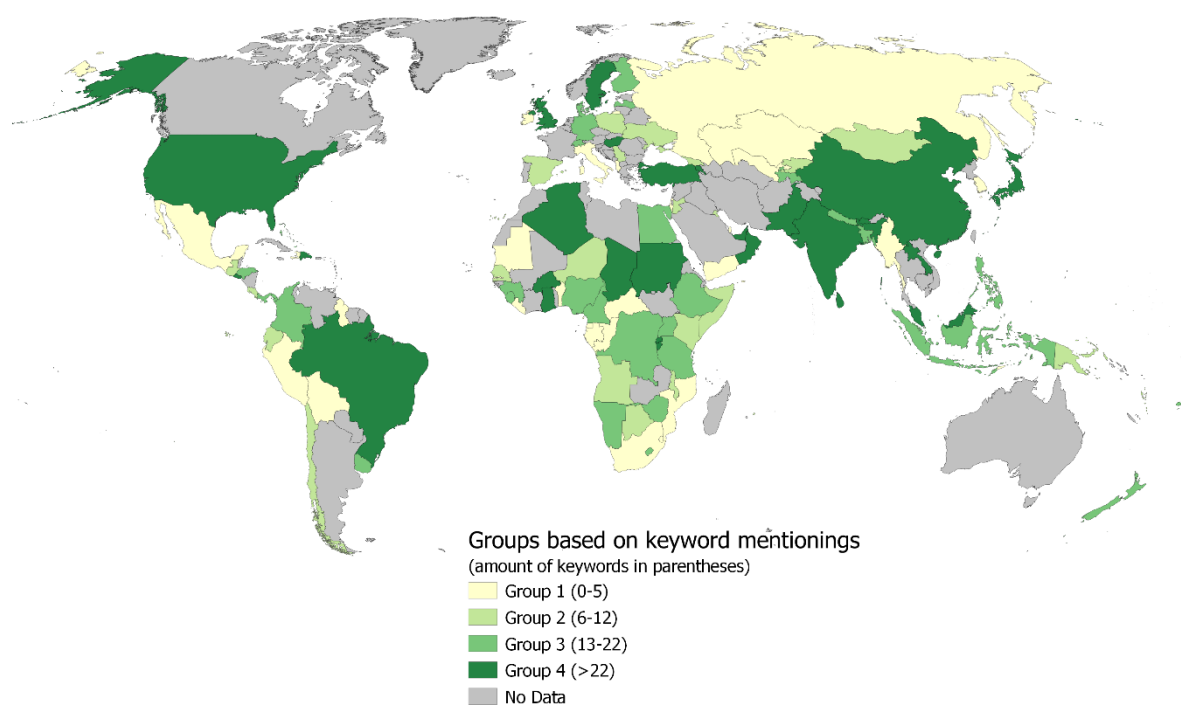 Groups based on keyword mentionings
(amount of keywords in parentheses)
Group 1 (0-5)
Group 2 (6-12)
Group 3 (13-22)
Group 4 (>22)
No Data